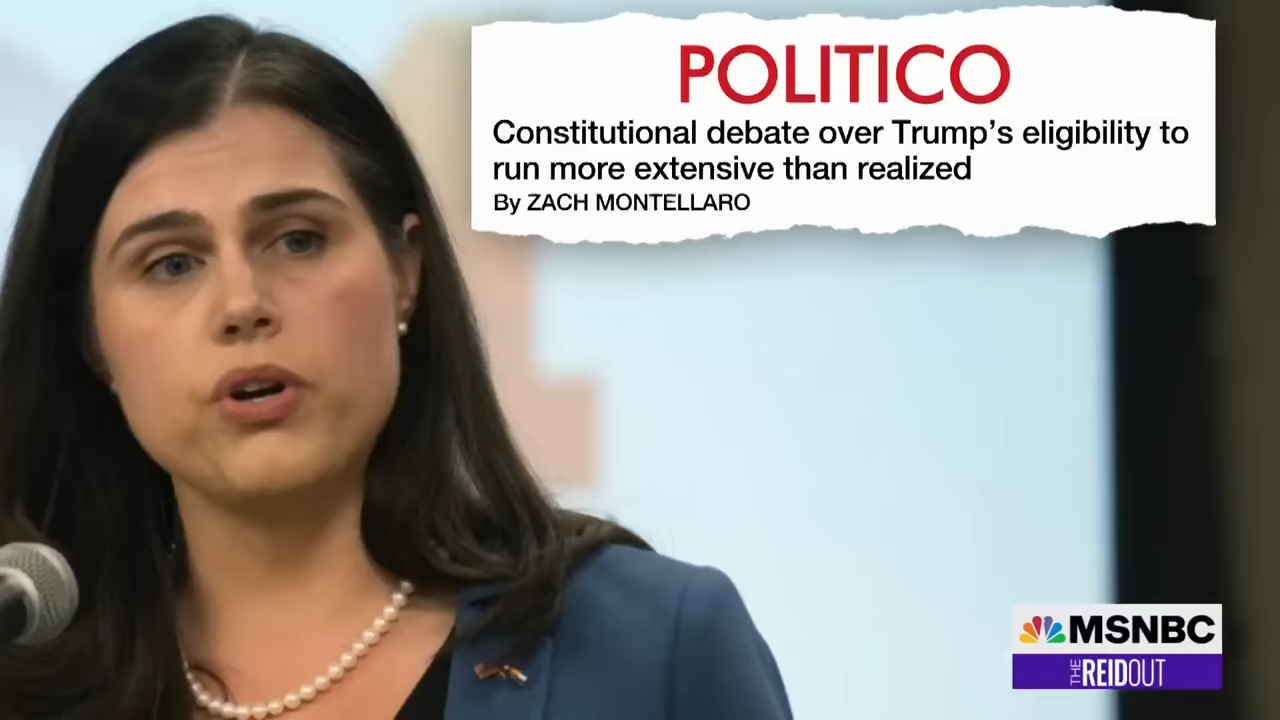 POLITICO
Constitutional debate over Trump's eligibility to
run more extensive than realized
By ZACH MONTELLARO
MSNBC
THE REIDOUT